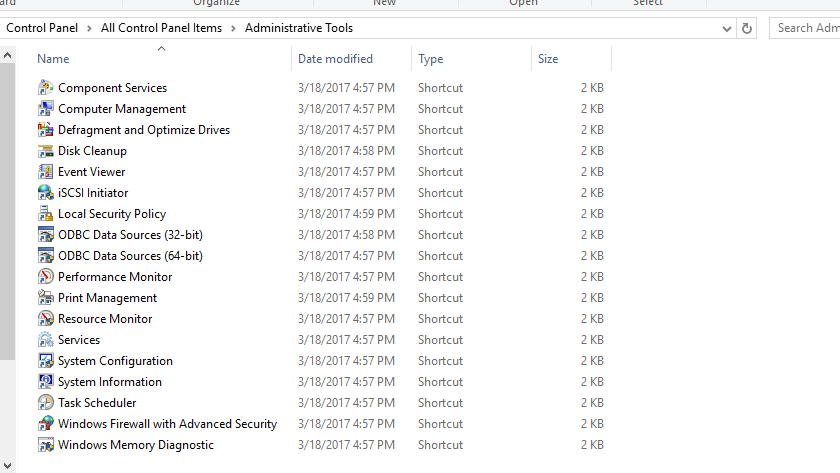 ard Organize New Open Select
Control Panel > All Control Panel Items > Administrative Tools Search Adm
Name Date modified Type Size
Component Services 3/18/2017 4:57 PM Shortcut 2 KB
Computer Management 3/18/2017 4:57 PM Shortcut 2 KB
Defragment and Optimize Drives 3/18/2017 4:57 PM Shortcut 2 KB
Disk Cleanup 3/18/2017 4:58 PM Shortcut 2 KB
Event Viewer 3/18/2017 4:57 PM Shortcut 2 KB
iSCSI Initiator 3/18/2017 4:57 PM Shortcut 2 KB
Local Security Policy 3/18/2017 4:59 PM Shortcut 2 KB
ODBC Data Sources (32-bit) 3/18/2017 4:58 PM Shortcut 2 KB
ODBC Data Sources (64-bit) 3/18/2017 4:57 PM Shortcut 2 KB
Performance Monitor 3/18/2017 4:57 PM Shortcut 2 KB
Print Management 3/18/2017 4:59 PM Shortcut 2 KB
Resource Monitor 3/18/2017 4:57 PM Shortcut 2 KB
Services 3/18/2017 4:57 PM Shortcut 2 KB
System Configuration 3/18/2017 4:57 PM Shortcut 2 KB
System Information 3/18/2017 4:57 PM Shortcut 2 KB
Task Scheduler 3/18/2017 4:57 PM Shortcut 2 KB
Windows Firewall with Advanced Security 3/18/2017 4:57 PM Shortcut 2 KB
Windows Memory Diagnostic 3/18/2017 4:57 PM Shortcut 2 KB